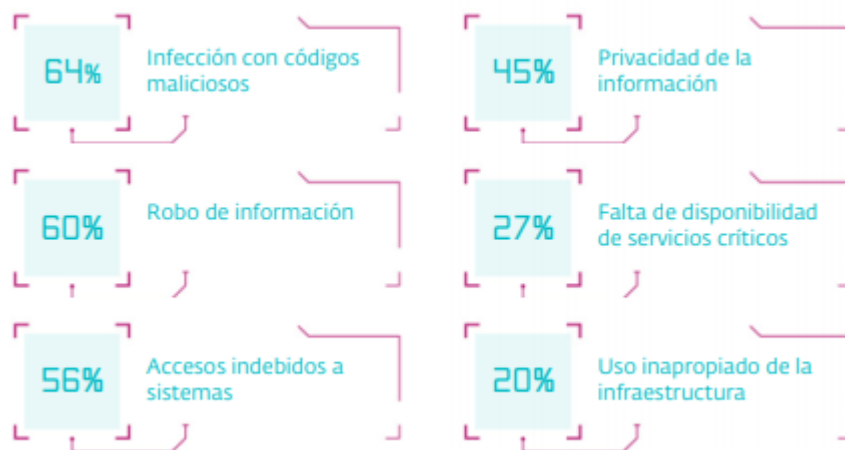 64%
Infección con códigos
maliciosos
45%
Privacidad de la
información
60%
Robo de información
27%
Falta de disponibilidad
de servicios críticos
56%
Accesos indebidos a
sistemas
20%
Uso inapropiado de la
infraestructura